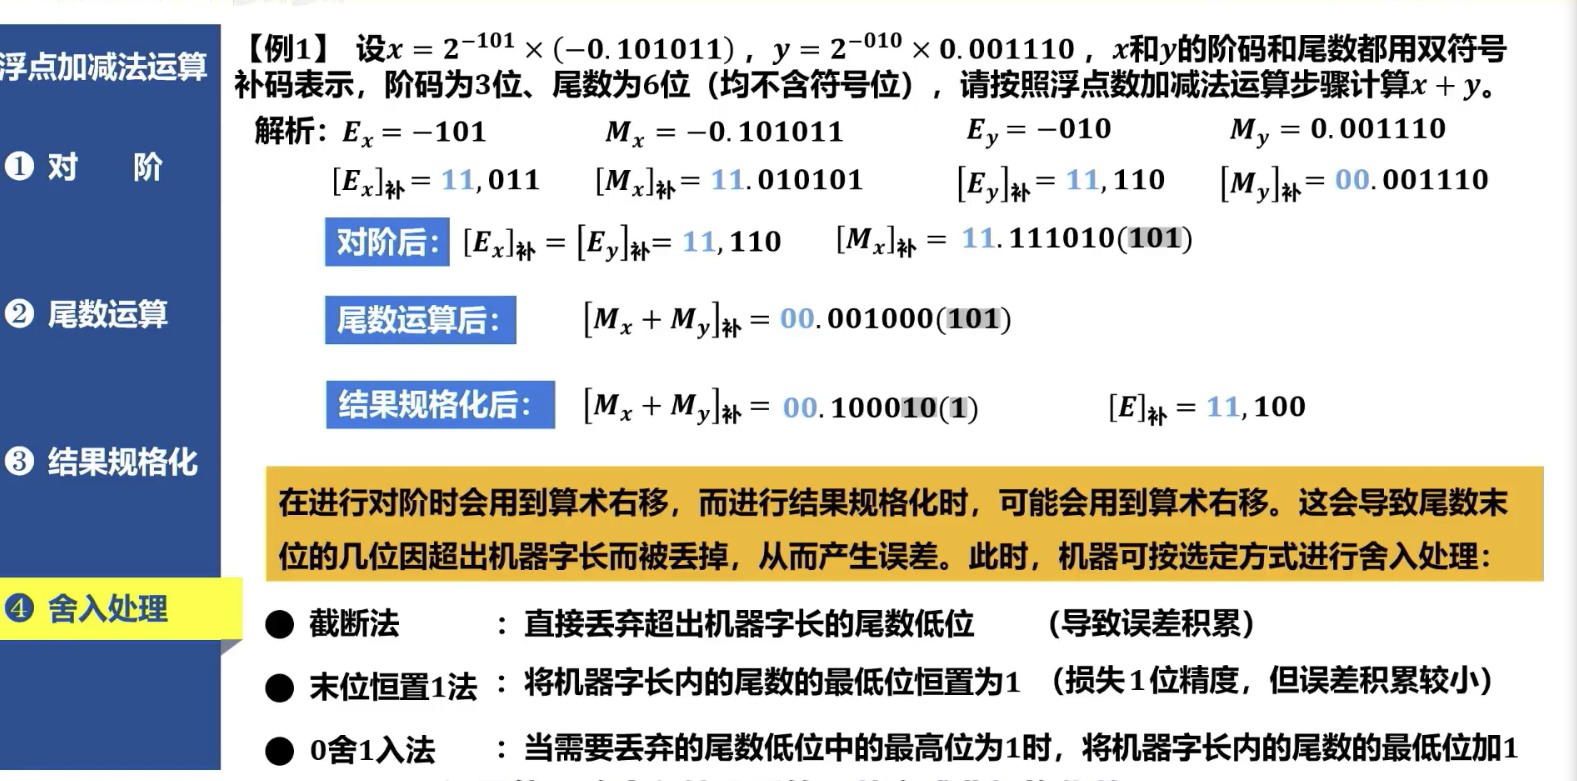 浮点加减法运算
❶ 对 阶
❷ 尾数运算
❸ 结果规格化
❹ 舍入处理
【例1】 设x = 2⁻¹⁰¹ × (−0.101011)，y = 2⁻⁰¹⁰ × 0.001110，x和y的阶码和尾数都用双符号
补码表示，阶码为3位、尾数为6位（均不含符号位），请按照浮点数加减法运算步骤计算x + y。
解析：Eₓ = −101 Mₓ = −0.101011 E_y = −010 M_y = 0.001110
[Eₓ]补 = 11,011 [Mₓ]补 = 11.010101 [E_y]补 = 11,110 [M_y]补 = 00.001110
对阶后： [Eₓ]补 = [E_y]补 = 11,110 [Mₓ]补 = 11.111010(101)
尾数运算后： [Mₓ + M_y]补 = 00.001000(101)
结果规格化后： [Mₓ + M_y]补 = 00.100010(1) [E]补 = 11,100
在进行对阶时会用到算术右移，而进行结果规格化时，可能会用到算术右移。这会导致尾数末
位的几位因超出机器字长而被丢掉，从而产生误差。此时，机器可按选定方式进行舍入处理：
● 截断法 ：直接丢弃超出机器字长的尾数低位 （导致误差积累）
● 末位恒置1法 ：将机器字长内的尾数的最低位恒置为1 （损失1位精度，但误差积累较小）
● 0舍1入法 ：当需要丢弃的尾数低位中的最高位为1时，将机器字长内的尾数的最低位加1